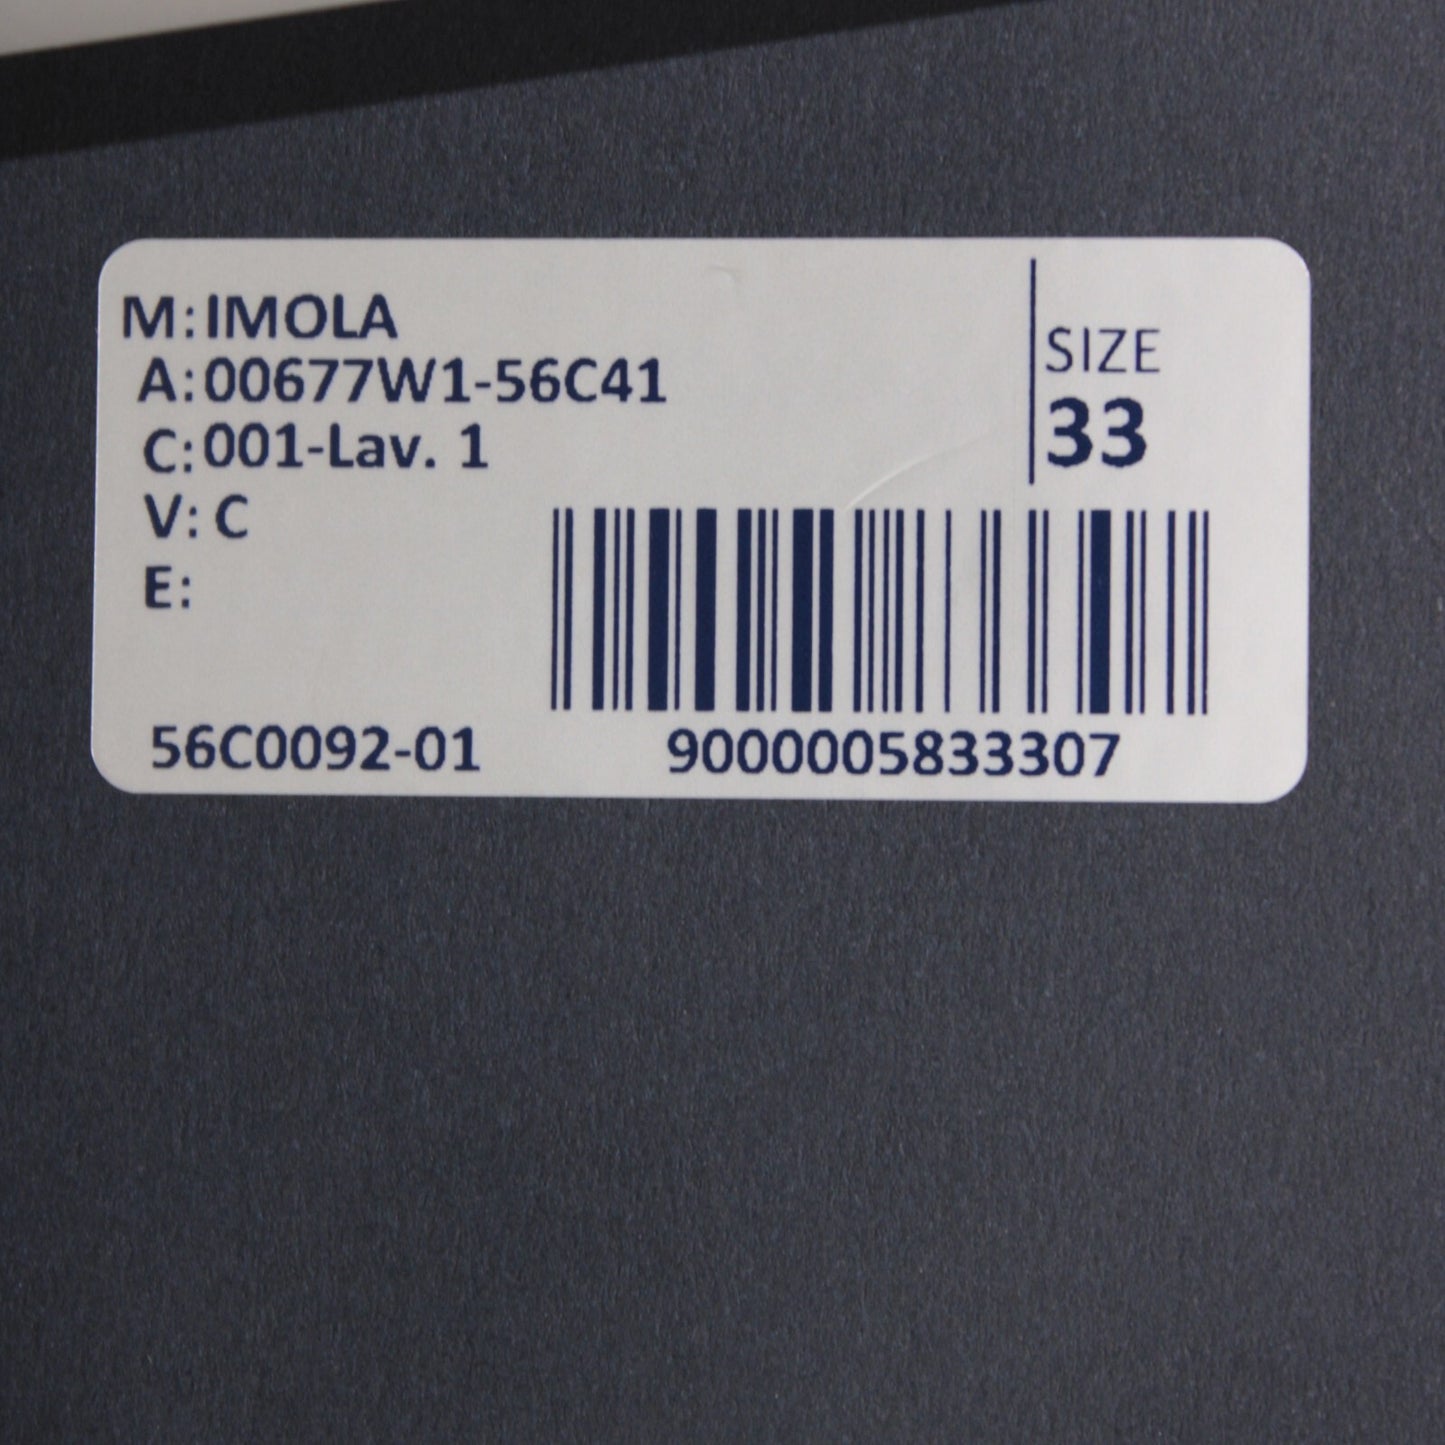 M: IMOLA
A: 00677W1-56C41
C: 001-Lav. 1
V: C
E:
SIZE
33
56C0092-01
9000005833307